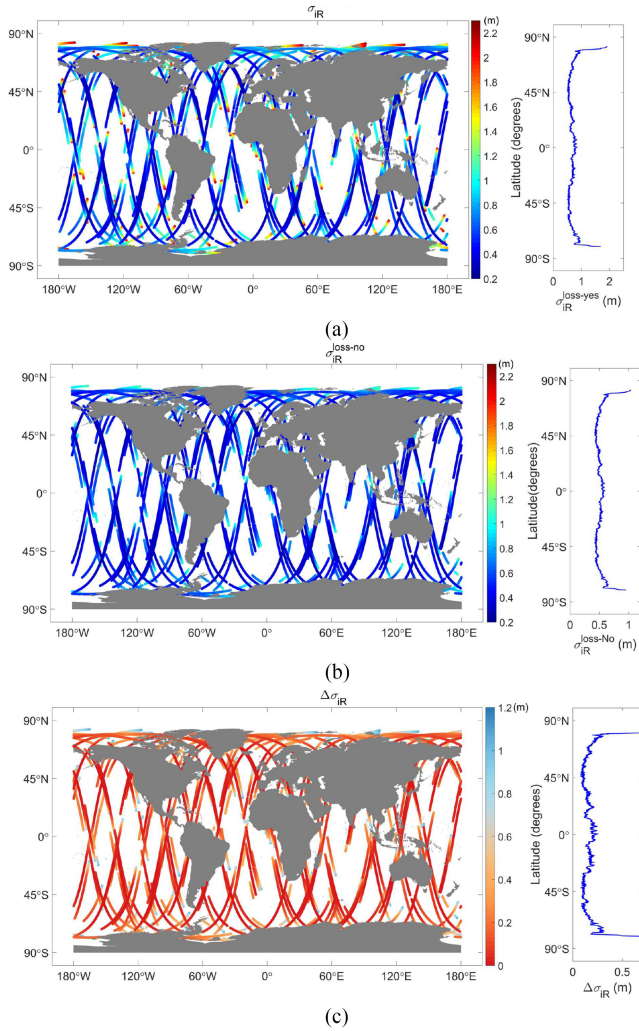 σiR
(m)
90°N
45°N
0°
45°S
90°S
180°W
120°W
60°W
0°
60°E
120°E
180°E
2.2
2
1.8
1.6
1.4
1.2
1
0.8
0.6
0.4
0.2
Latitude (degrees)
90°N
45°N
0°
45°S
90°S
0 1 2
σiR^loss-yes (m)
(a)
σiR^loss-no
(m)
90°N
45°N
0°
45°S
90°S
180°W
120°W
60°W
0°
60°E
120°E
180°E
2.2
2
1.8
1.6
1.4
1.2
1
0.8
0.6
0.4
0.2
Latitude(degrees)
90°N
45°N
0°
45°S
90°S
0 0.5 1
σiR^loss-No (m)
(b)
ΔσiR
90°N
45°N
0°
45°S
90°S
180°W
120°W
60°W
0°
60°E
120°E
180°E
1.2 (m)
1
0.8
0.6
0.4
0.2
0
Latitude (degrees)
90°N
45°N
0°
45°S
90°S
0 0.5
ΔσiR (m)
(c)